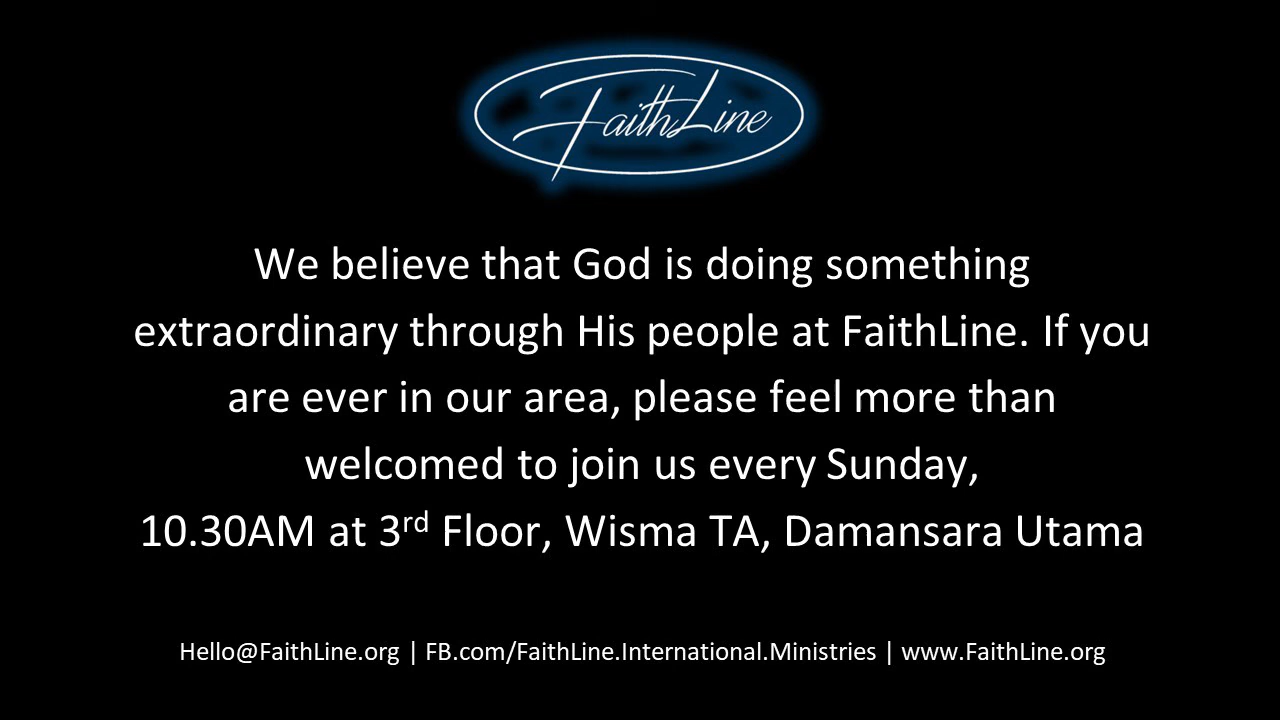 FaithLine
We believe that God is doing something
extraordinary through His people at FaithLine. If you
are ever in our area, please feel more than
welcomed to join us every Sunday,
10.30AM at 3rd Floor, Wisma TA, Damansara Utama
Hello@FaithLine.org | FB.com/FaithLine.International.Ministries | www.FaithLine.org